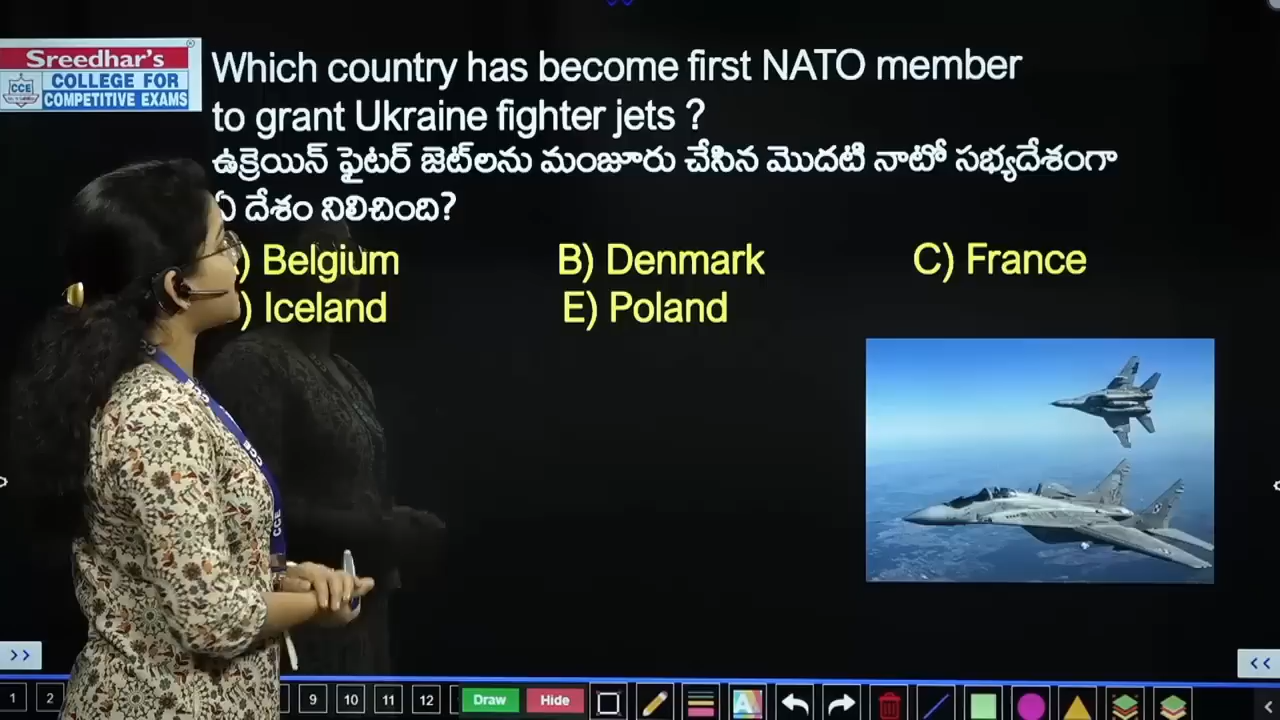 Sreedhar's
CCE
COLLEGE FOR
COMPETITIVE EXAMS
Which country has become first NATO member
to grant Ukraine fighter jets ?
ఉక్రెయిన్ ఫైటర్ జెట్‌లను మంజూరు చేసిన మొదటి నాటో సభ్యదేశంగా
ఏ దేశం నిలిచింది?
) Belgium B) Denmark C) France
) Iceland E) Poland
CCE
>> <<
1 2 9 10 11 12 Draw Hide A <